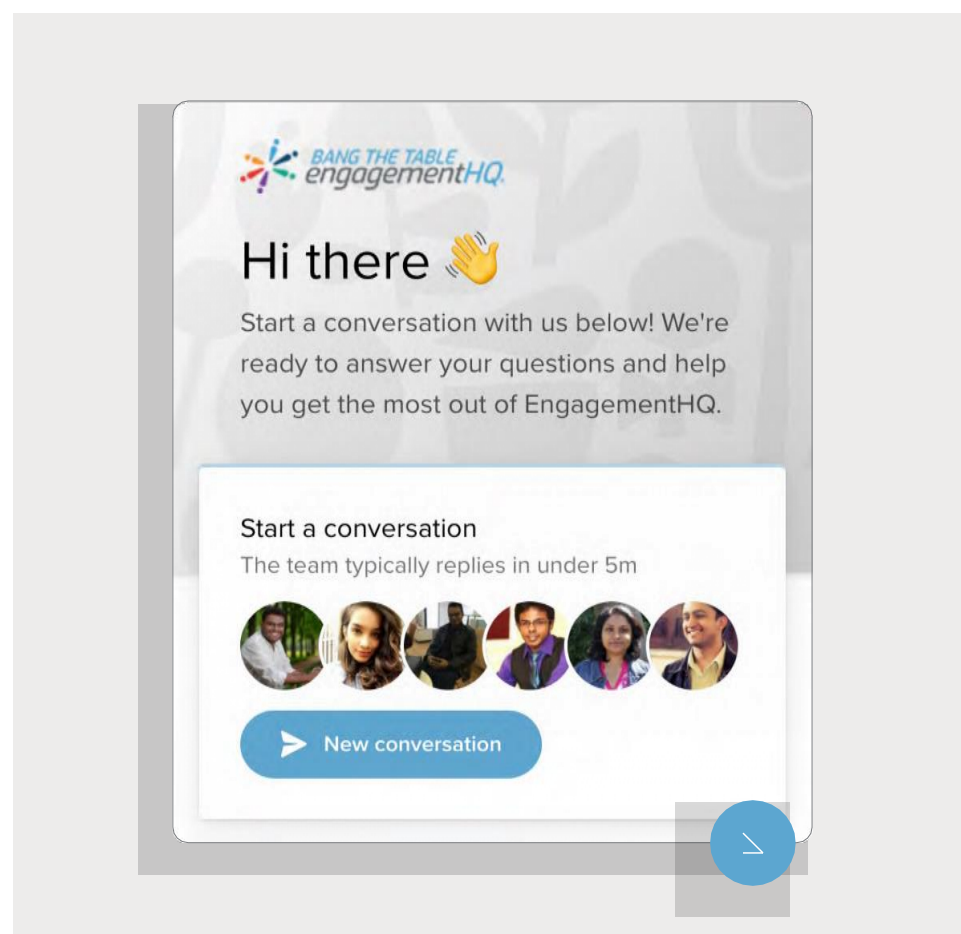 BANG THE TABLE
engagementHQ.
Hi there 👋
Start a conversation with us below! We're
ready to answer your questions and help
you get the most out of EngagementHQ.
Start a conversation
The team typically replies in under 5m
New conversation